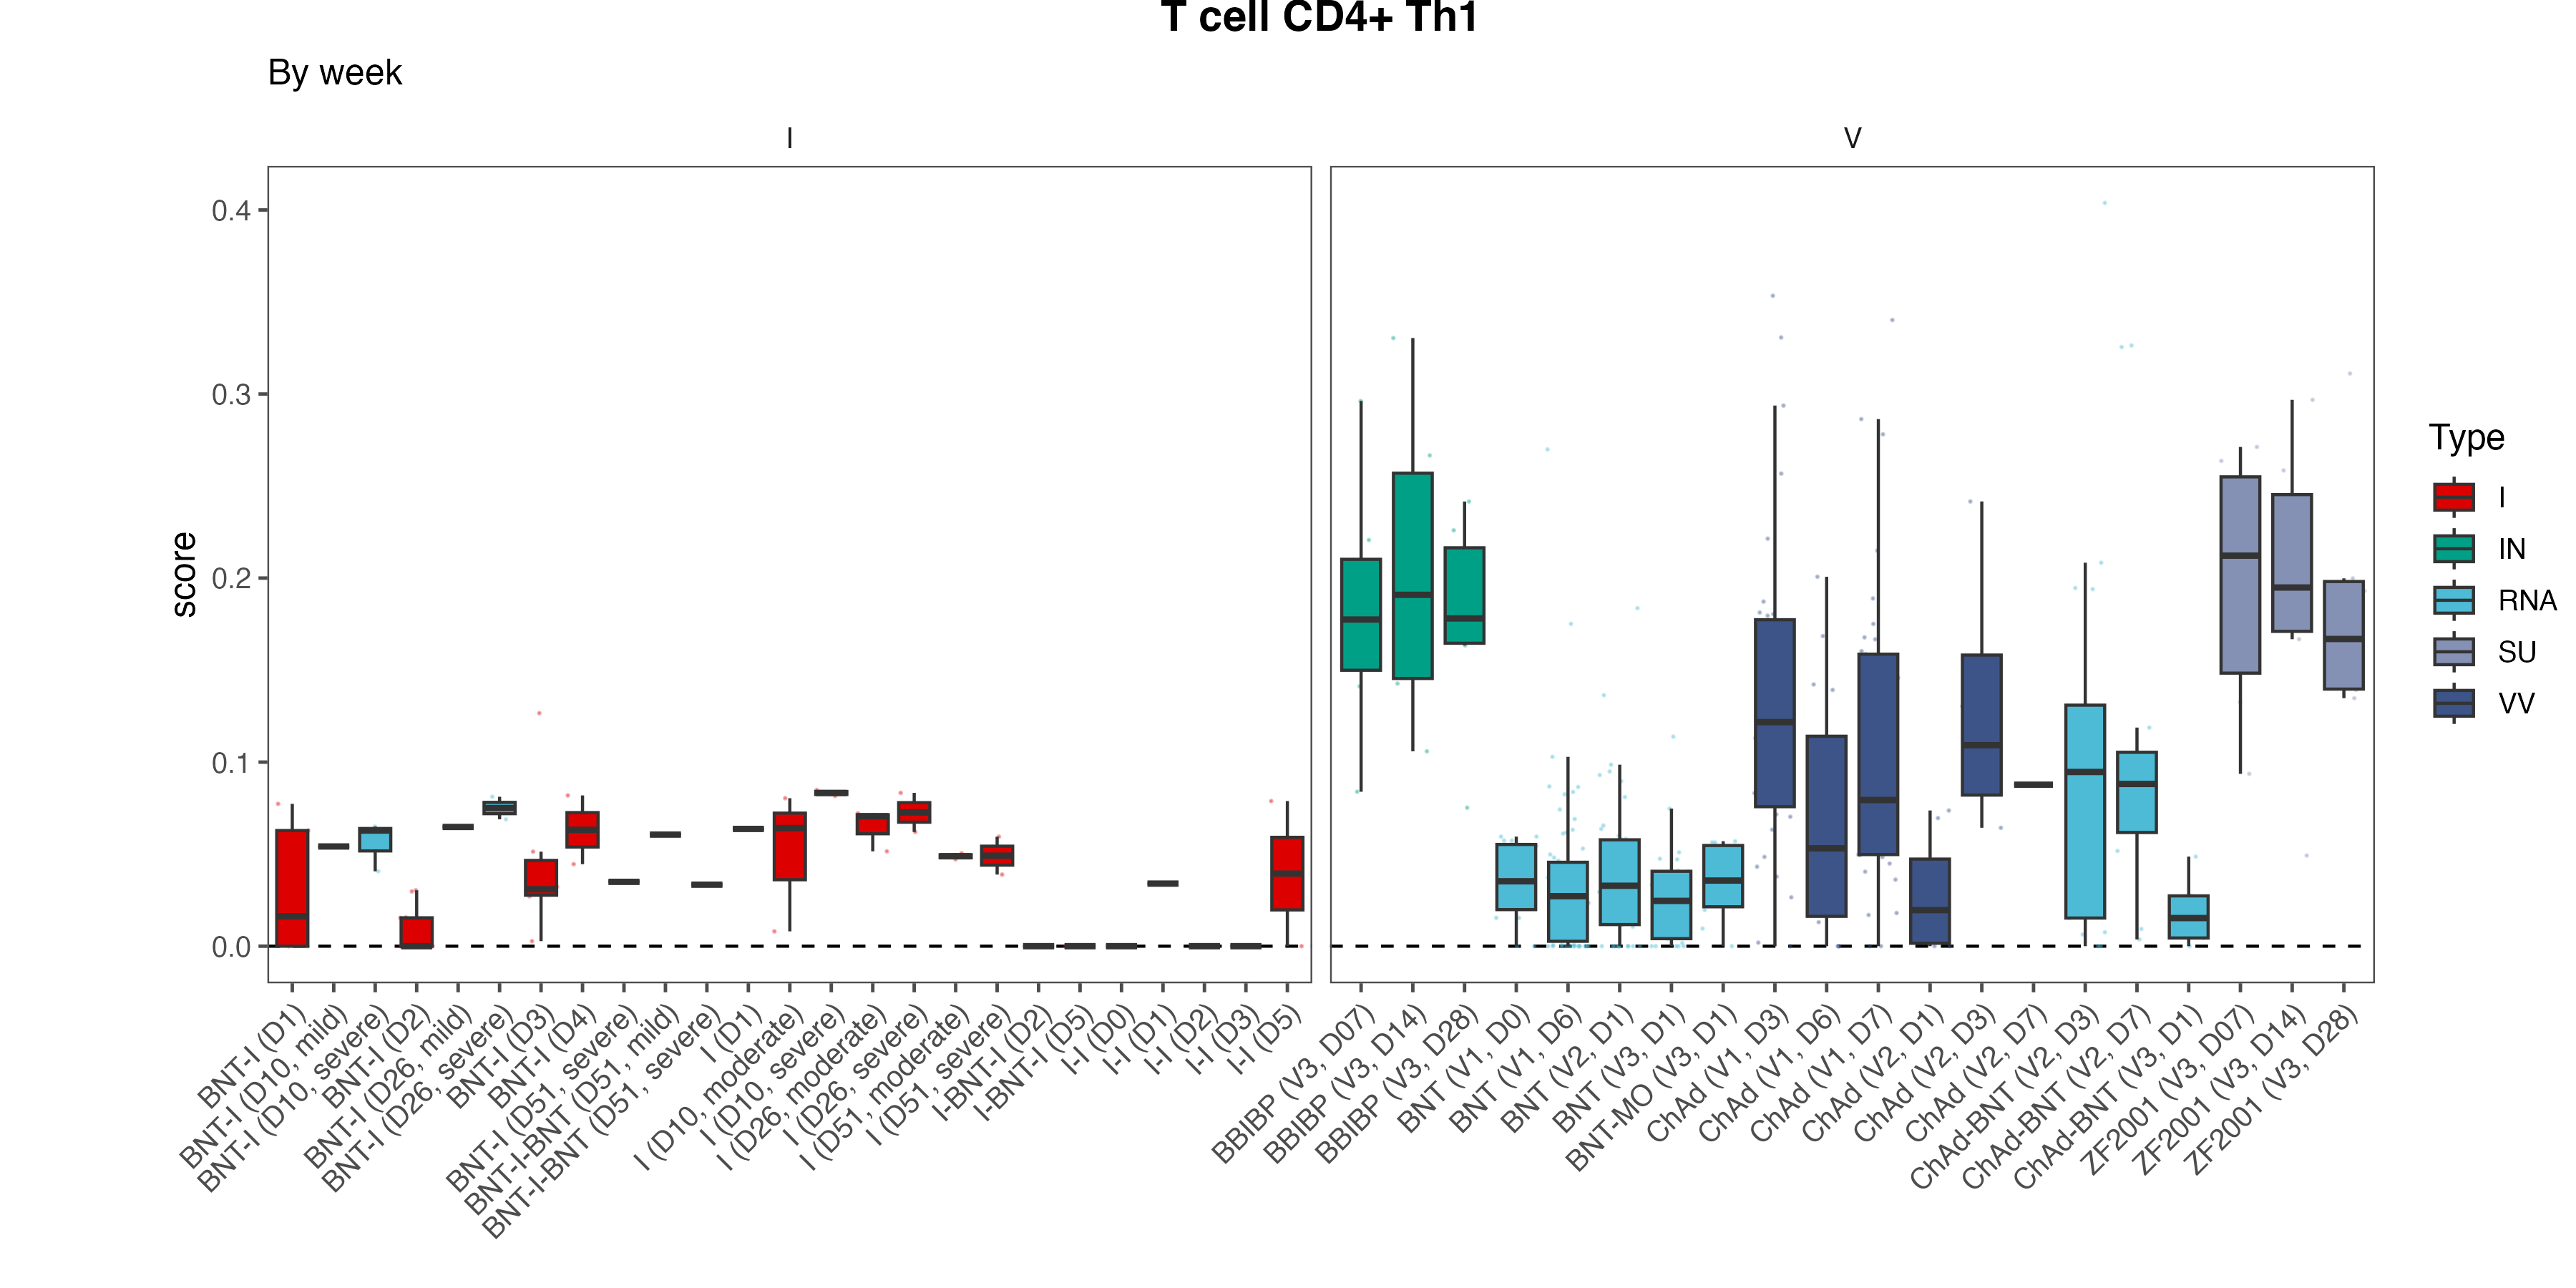 T cell CD4+ Th1
By week
I
V
score
0.4
0.3
0.2
0.1
0.0
BNT-I (D1)
BNT-I (D10, mild)
BNT-I (D10, severe)
BNT-I (D2)
BNT-I (D26, mild)
BNT-I (D26, severe)
BNT-I (D3)
BNT-I (D4)
BNT-I (D51, severe)
BNT-I-BNT (D51, mild)
BNT-I-BNT (D51, severe)
I (D1)
I (D10, moderate)
I (D10, severe)
I (D26, moderate)
I (D26, severe)
I (D51, moderate)
I (D51, severe)
I-BNT-I (D2)
I-BNT-I (D5)
I-I (D0)
I-I (D1)
I-I (D2)
I-I (D3)
I-I (D5)
BBIBP (V3, D07)
BBIBP (V3, D14)
BBIBP (V3, D28)
BNT (V1, D0)
BNT (V1, D6)
BNT (V2, D1)
BNT (V3, D1)
BNT-MO (V3, D1)
ChAd (V1, D3)
ChAd (V1, D6)
ChAd (V1, D7)
ChAd (V2, D1)
ChAd (V2, D3)
ChAd (V2, D7)
ChAd-BNT (V2, D3)
ChAd-BNT (V2, D7)
ChAd-BNT (V3, D1)
ZF2001 (V3, D07)
ZF2001 (V3, D14)
ZF2001 (V3, D28)
Type
I
IN
RNA
SU
VV